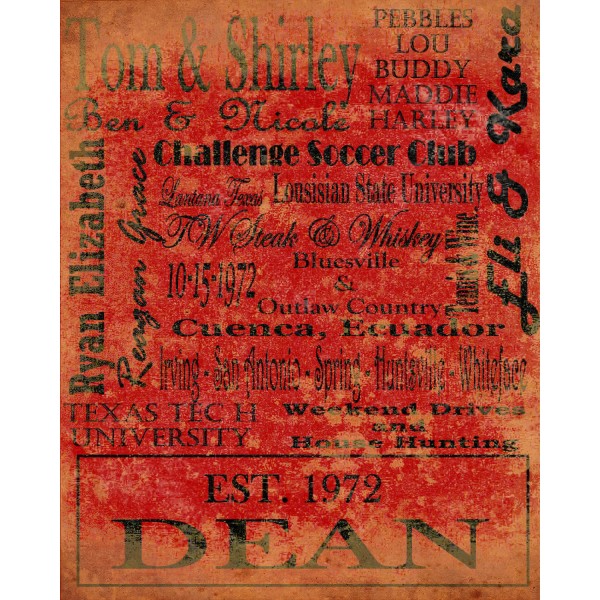 Tom & Shirley
PEBBLES
LOU
BUDDY
MADDIE
HARLEY
Eli & Kara
Ben & Nicole
Challenge Soccer Club
Ryan Elizabeth
Reagan Grace
Lantana Texas
Lousisian State University
TW Steak & Whiskey
Tennis & Wine
Bluesville
&
Outlaw Country
10-15-1972
Cuenca, Ecuador
Irving - San Antonio - Spring - Huntsville - Whiteface
TEXAS TECH
UNIVERSITY
Weekend Drives
and
House Hunting
EST. 1972
DEAN